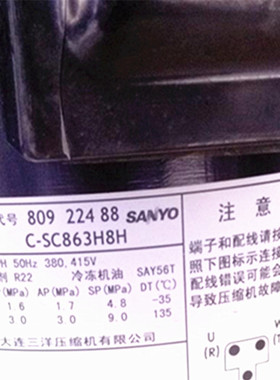 代号 809 224 88 SANYO
C-SC863H8H
注 意
PH 50Hz 380,415V
剂 R22 冷冻机油 SAY56T
P(MPa) AP(MPa) SP(MPa) DT(℃)
1.6 1.7 4.8 -35
3.0 3.0 9.0 135
大连三洋压缩机有限公司
端子和配线请按
照下图标示连接
配线错误可能会
导致压缩机故障
U
(R)
W
(T